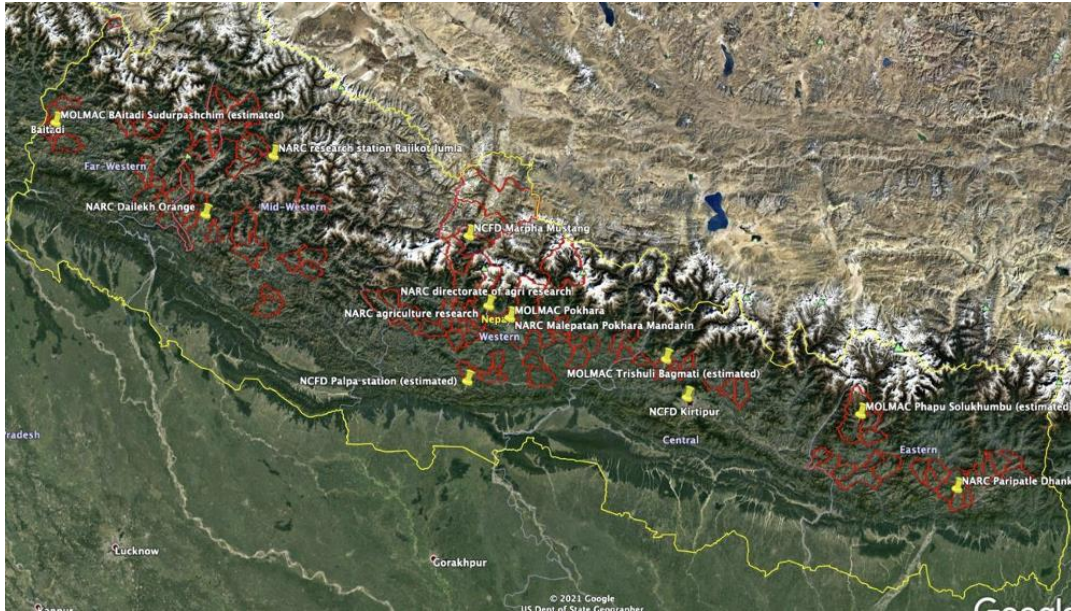 MOLMAC BAitadi Sudurpashchim (estimated)
Baitadi
NARC research station Rajikot Jumla
Far-Western
NARC Dailekh Orange
Mid-Western
NCFD Marpha Mustang
NARC directorate of agri research
NARC agriculture research
MOLMAC Pokhara
Nepal
NARC Malepatan Pokhara Mandarin
Western
MOLMAC Trishuli Bagmati (estimated)
NCFD Palpa station (estimated)
NCFD Kirtipur
MOLMAC Phapu Solukhumbu (estimated)
Pradesh
Central
Eastern
NARC Paripatle Dhank
Lucknow
Gorakhpur
© 2021 Google
US Dept of State Geographer
Google